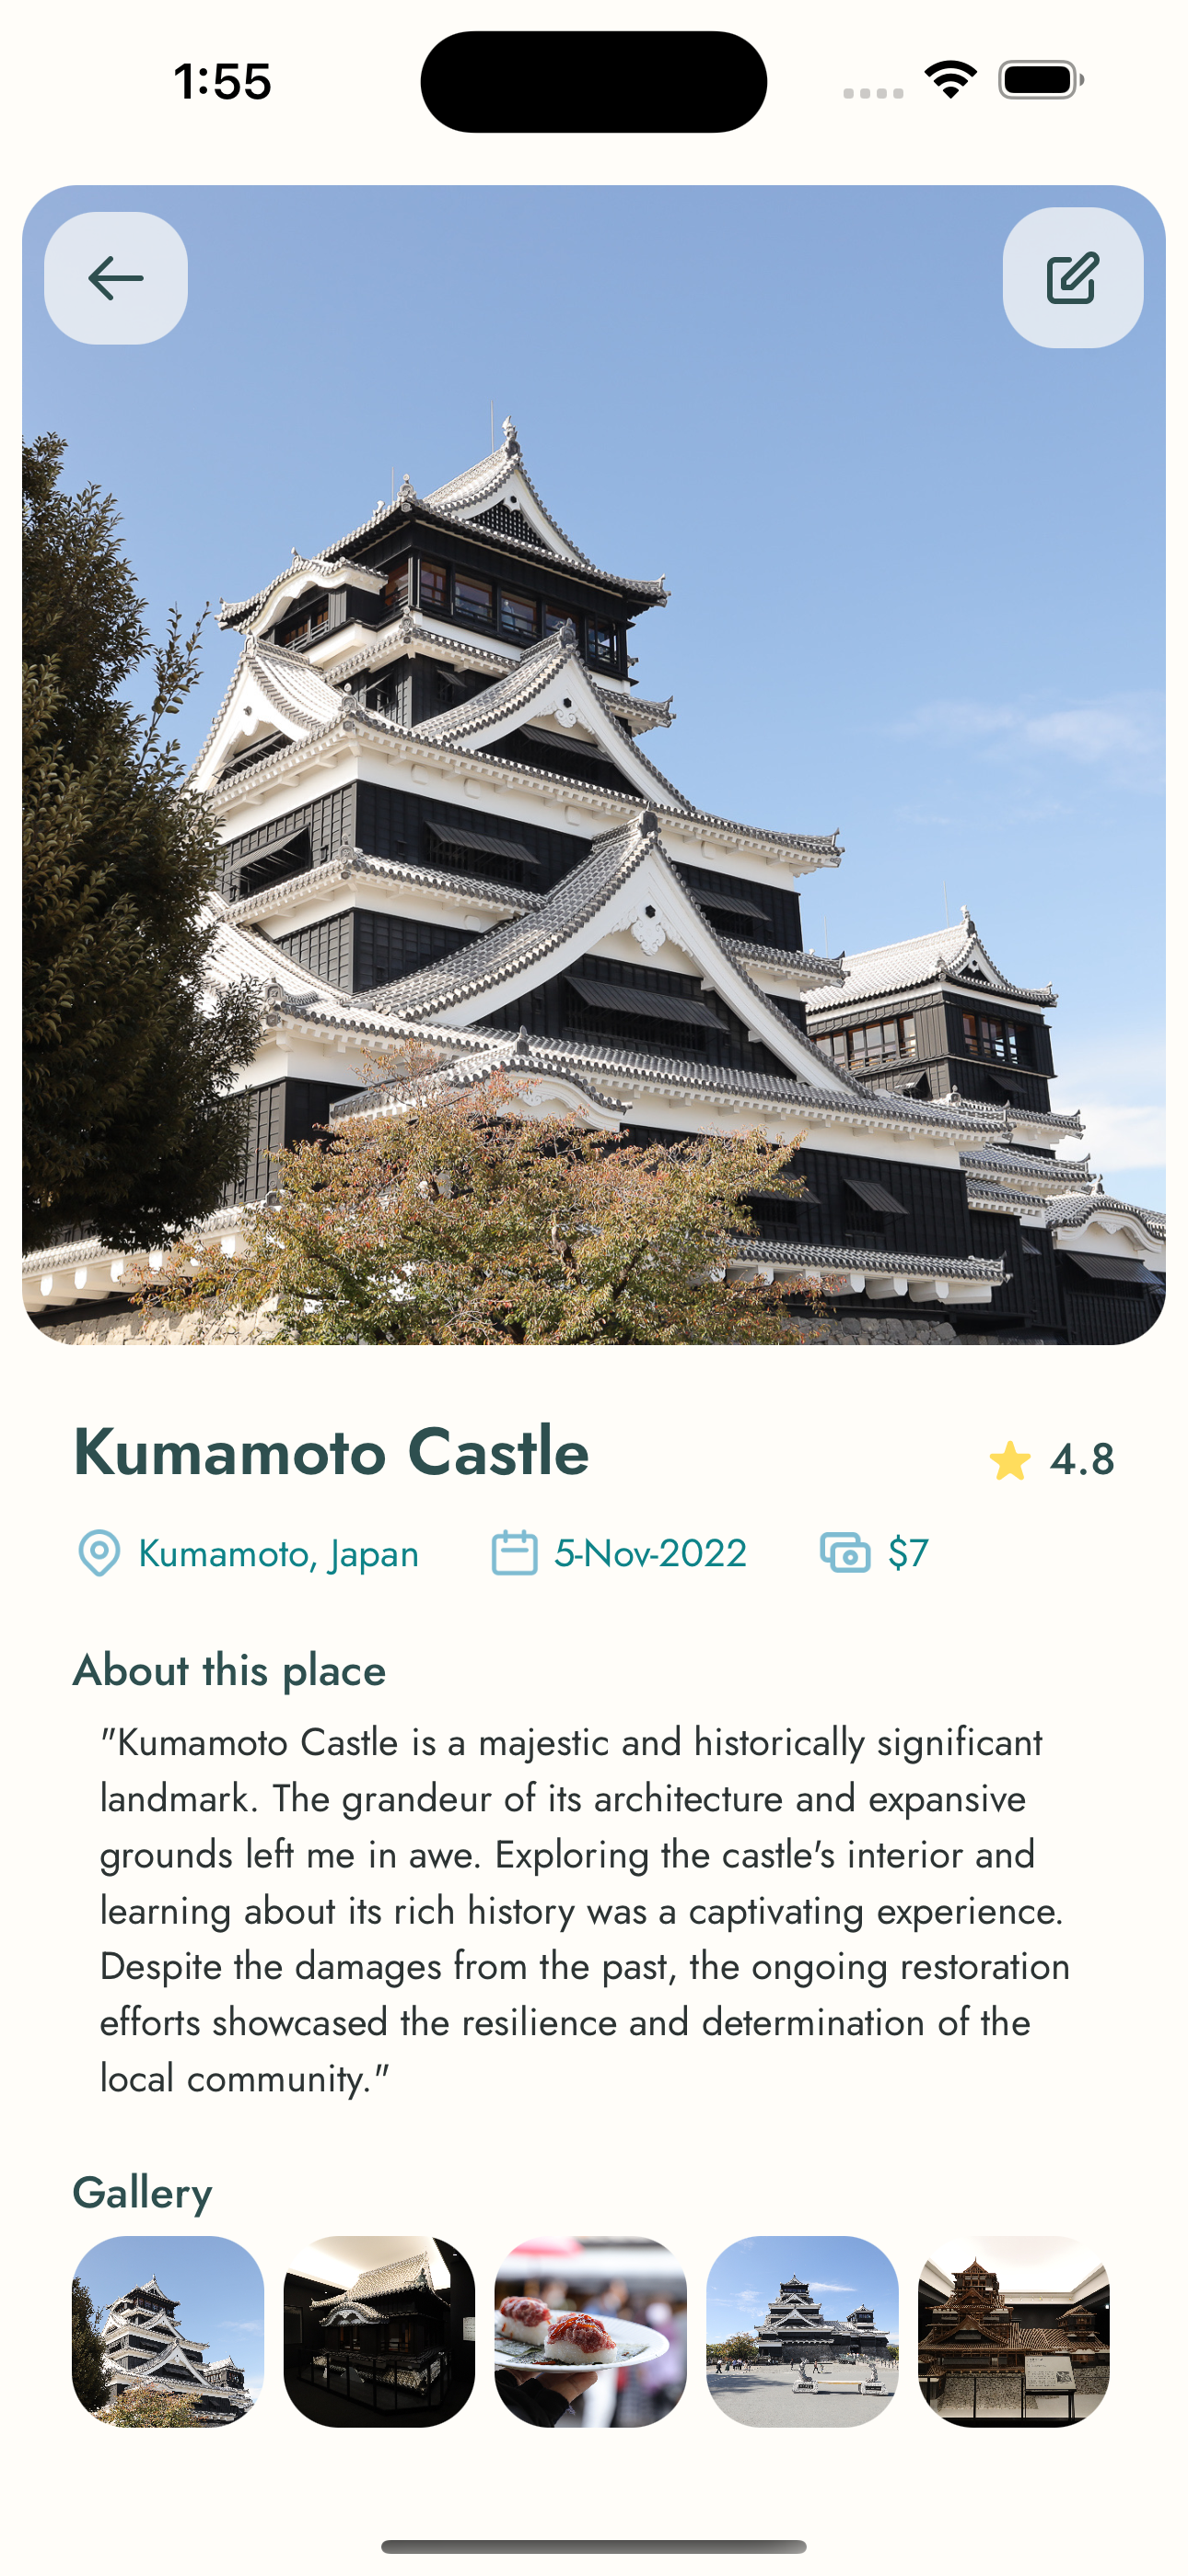 1:55
Kumamoto Castle
4.8
Kumamoto, Japan 5-Nov-2022 $7
About this place
"Kumamoto Castle is a majestic and historically significant
landmark. The grandeur of its architecture and expansive
grounds left me in awe. Exploring the castle's interior and
learning about its rich history was a captivating experience.
Despite the damages from the past, the ongoing restoration
efforts showcased the resilience and determination of the
local community."
Gallery